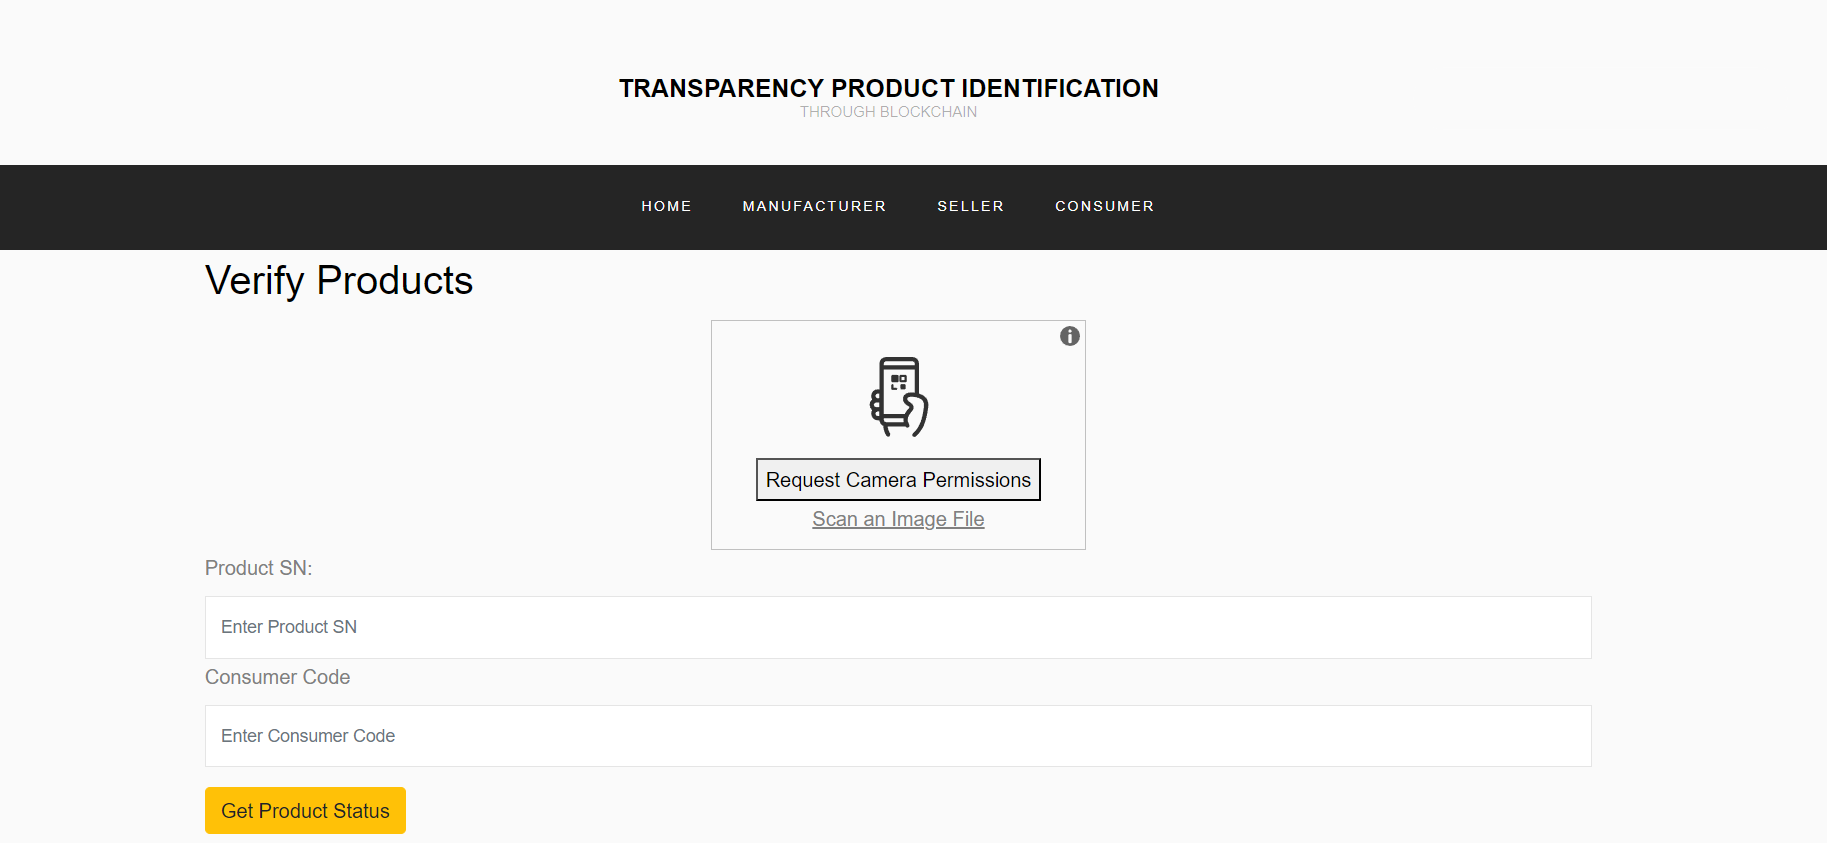 TRANSPARENCY PRODUCT IDENTIFICATION
THROUGH BLOCKCHAIN
HOME MANUFACTURER SELLER CONSUMER
Verify Products
Request Camera Permissions
Scan an Image File
Product SN:
Enter Product SN
Consumer Code
Enter Consumer Code
Get Product Status